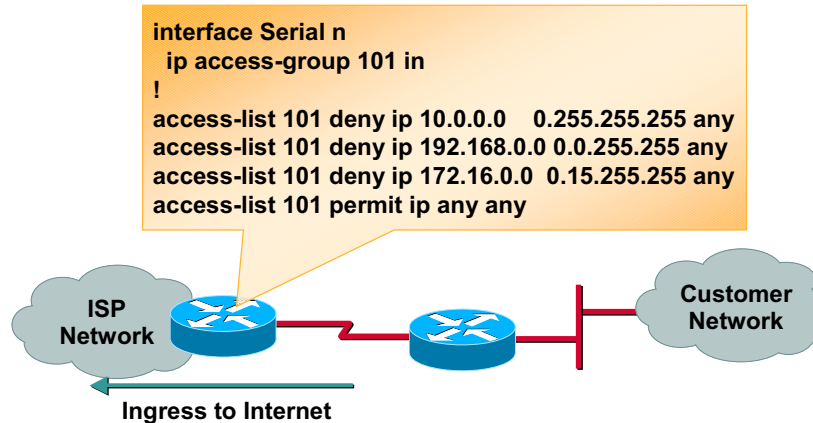 interface Serial n
ip access-group 101 in
!
access-list 101 deny ip 10.0.0.0 0.255.255.255 any
access-list 101 deny ip 192.168.0.0 0.0.255.255 any
access-list 101 deny ip 172.16.0.0 0.15.255.255 any
access-list 101 permit ip any any
ISP
Network
Customer
Network
Ingress to Internet